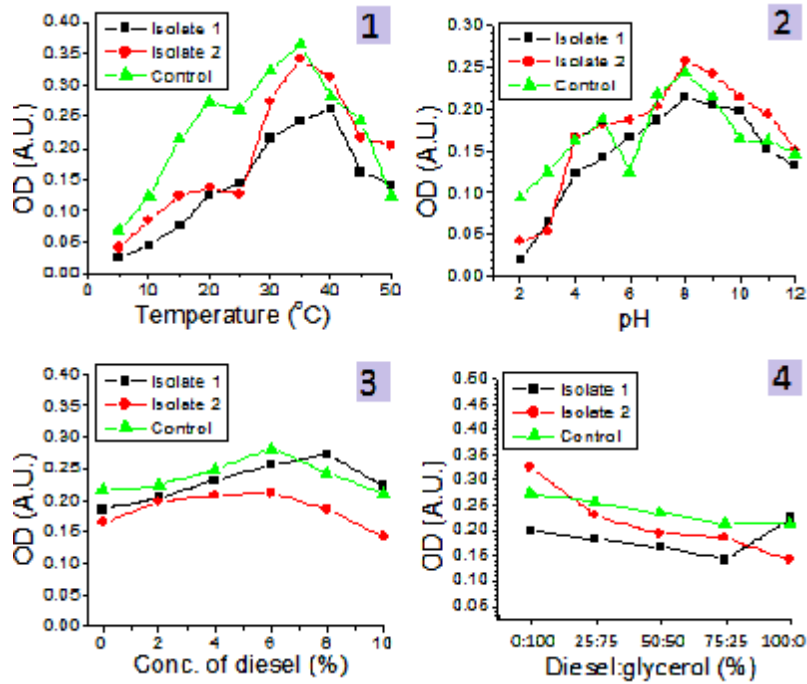 1
Isolate 1
Isolate 2
Control
0.40
0.35
0.30
0.25
0.20
0.15
0.10
0.05
0.00
OD (A.U.)
0 10 20 30 40 50
Temperature (°C)
2
Isolate 1
Isolate 2
Control
0.30
0.25
0.20
0.15
0.10
0.05
0.00
OD (A.U.)
2 4 6 8 10 12
pH
3
Isolate 1
Isolate 2
Control
0.40
0.35
0.30
0.25
0.20
0.15
0.10
0.05
0.00
OD (A.U.)
0 2 4 6 8 10
Conc. of diesel (%)
4
Isolate 1
Isolate 2
Control
0.50
0.45
0.40
0.35
0.30
0.25
0.20
0.15
0.10
0.05
OD (A.U.)
0:100 25:75 50:50 75:25 100:0
Diesel:glycerol (%)